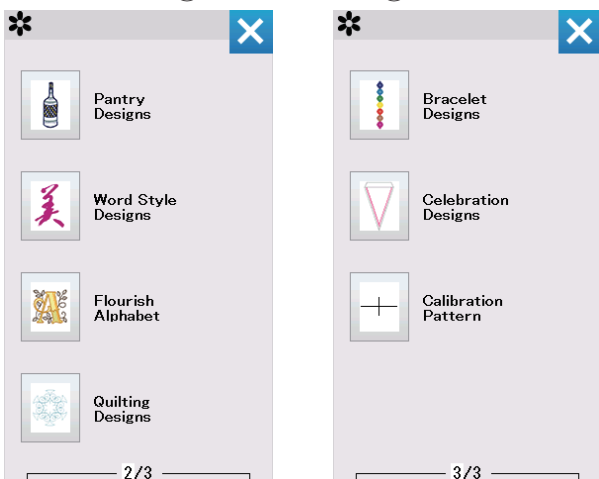 Pantry
Designs
美
Word Style
Designs
A
Flourish
Alphabet
Quilting
Designs
2/3
Bracelet
Designs
Celebration
Designs
Calibration
Pattern
3/3